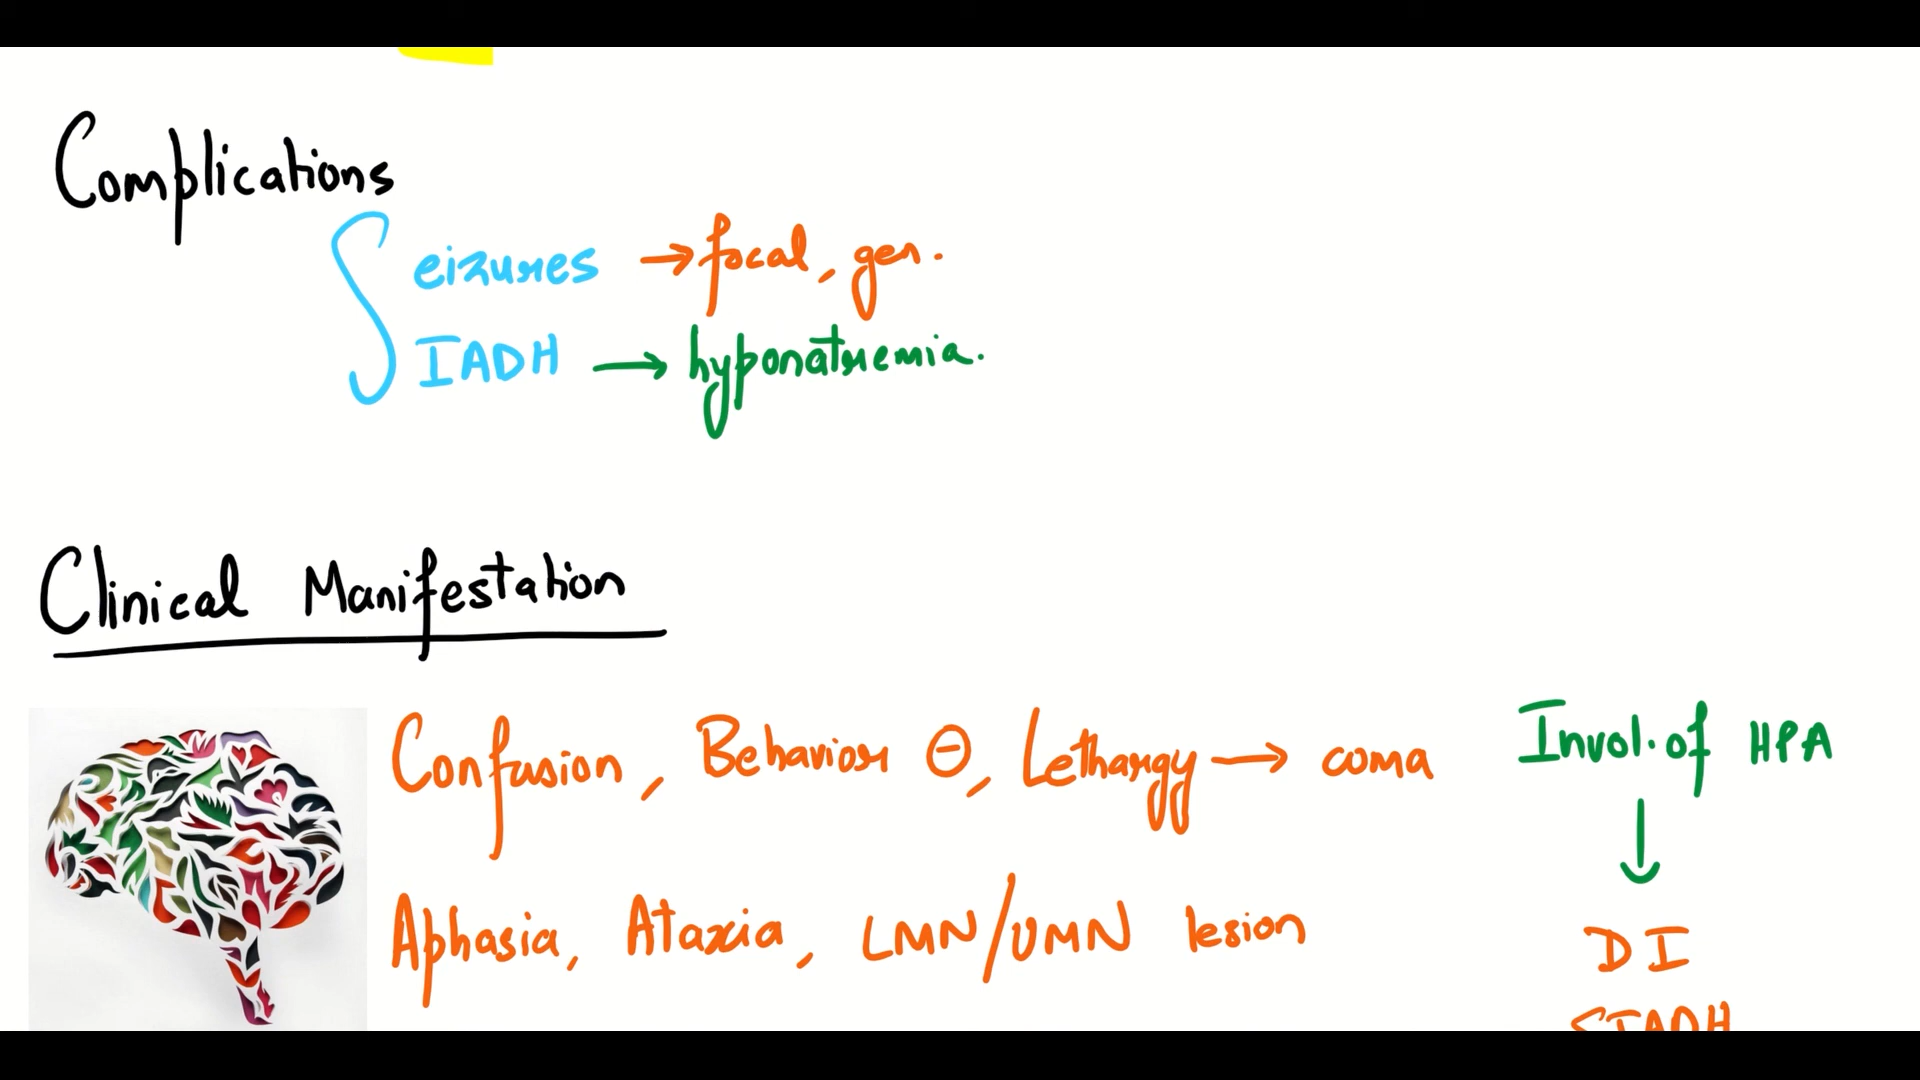 Complications
Seizures → focal, gen.
SIADH → hyponatremia.
Clinical Manifestation
Confusion, Behavior ⊖, Lethargy → coma
Aphasia, Ataxia, LMN/UMN lesion
Invol. of HPA
↓
DI
SIADH